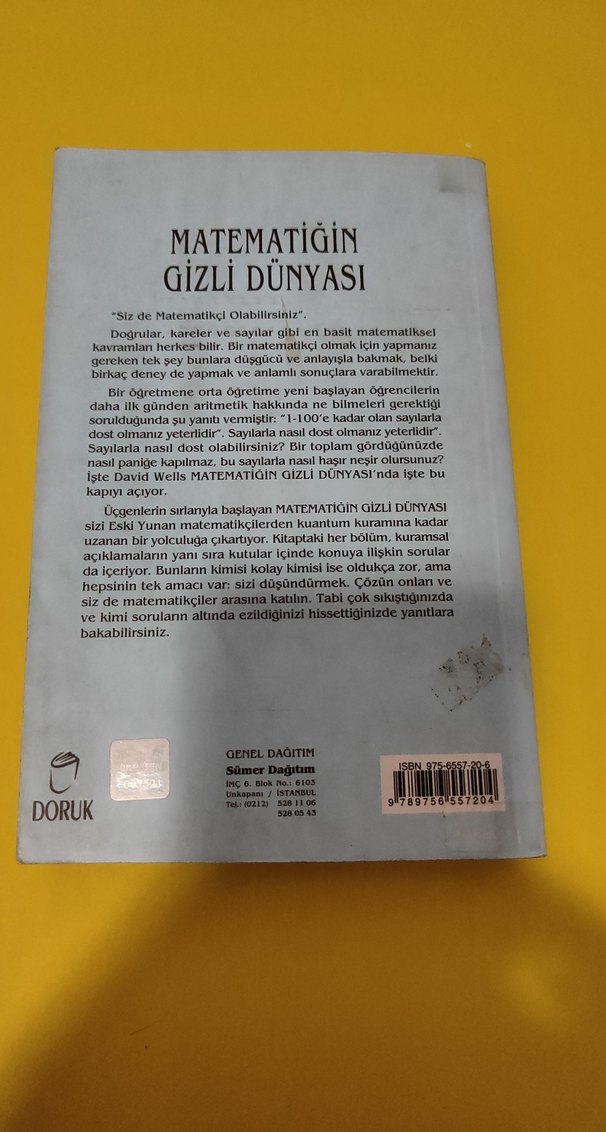 MATEMATİĞİN
GİZLİ DÜNYASI
"Siz de Matematikçi Olabilirsiniz".
Doğrular, kareler ve sayılar gibi en basit matematiksel
kavramları herkes bilir. Bir matematikçi olmak için yapmanız
gereken tek şey bunlara düşgücü ve anlayışla bakmak, belki
birkaç deney de yapmak ve anlamlı sonuçlara varabilmektir.
Bir öğretmene orta öğretime yeni başlayan öğrencilerin
daha ilk günden aritmetik hakkında ne bilmeleri gerektiği
sorulduğunda şu yanıtı vermiştir: "1-100'e kadar olan sayılarla
dost olmanız yeterlidir". Sayılarla nasıl dost olmanız yeterlidir".
Sayılarla nasıl dost olabilirsiniz? Bir toplam gördüğünüzde
nasıl paniğe kapılmaz, bu sayılarla nasıl haşır neşir olursunuz?
İşte David Wells MATEMATİĞİN GİZLİ DÜNYASI'nda işte bu
kapıyı açıyor.
Üçgenlerin sırlarıyla başlayan MATEMATİĞİN GİZLİ DÜNYASI
sizi Eski Yunan matematikçilerden kuantum kuramına kadar
uzanan bir yolculuğa çıkartıyor. Kitaptaki her bölüm, kuramsal
açıklamaların yanı sıra kutular içinde konuya ilişkin sorular
da içeriyor. Bunların kimisi kolay kimisi ise oldukça zor, ama
hepsinin tek amacı var: sizi düşündürmek. Çözün onları ve
siz de matematikçiler arasına katılın. Tabi çok sıkıştığınızda
ve kimi soruların altında ezildiğinizi hissettiğinizde yanıtlara
bakabilirsiniz.
DORUK
GENEL DAĞITIM
Sümer Dağıtım
İMÇ 6. Blok No.: 6103
Unkapanı / İSTANBUL
Tel.: (0212) 528 11 06
528 05 43
ISBN 975-6557-20-6
9 789756 557204